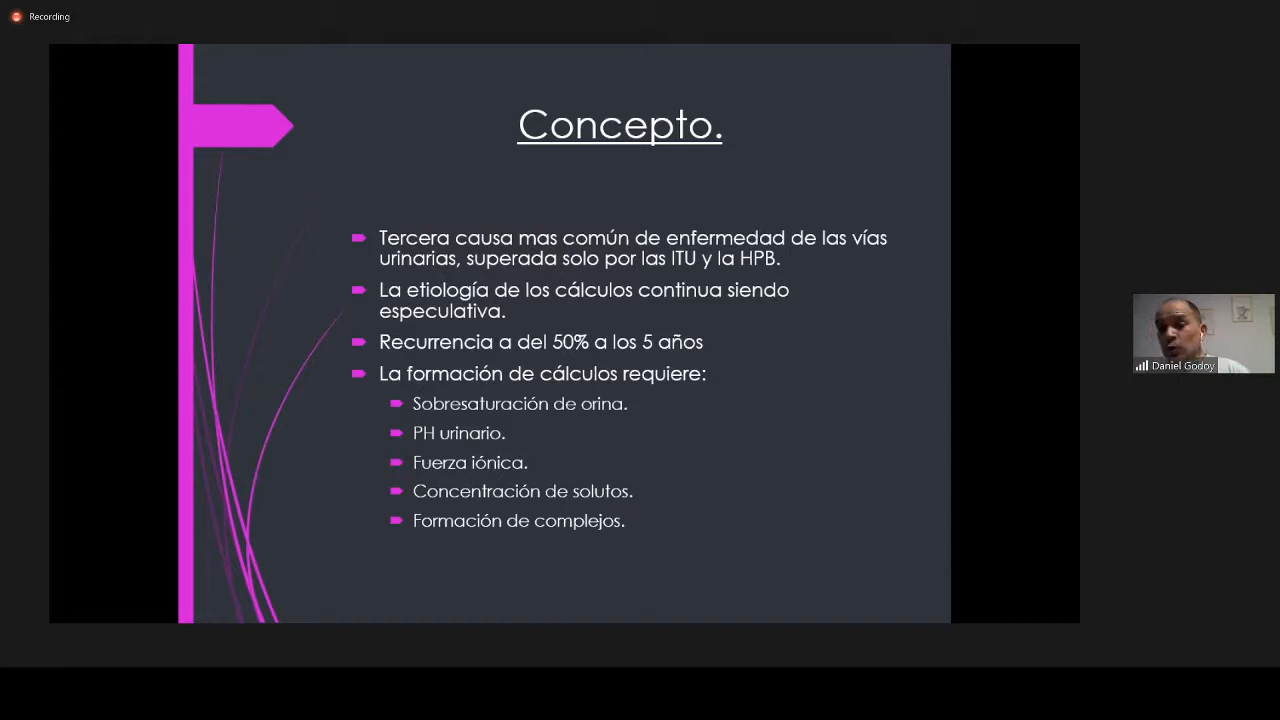 Recording
Concepto.
Tercera causa mas común de enfermedad de las vías
urinarias, superada solo por las ITU y la HPB.
La etiología de los cálculos continua siendo
especulativa.
Recurrencia a del 50% a los 5 años
La formación de cálculos requiere:
Sobresaturación de orina.
PH urinario.
Fuerza iónica.
Concentración de solutos.
Formación de complejos.
Daniel Godoy